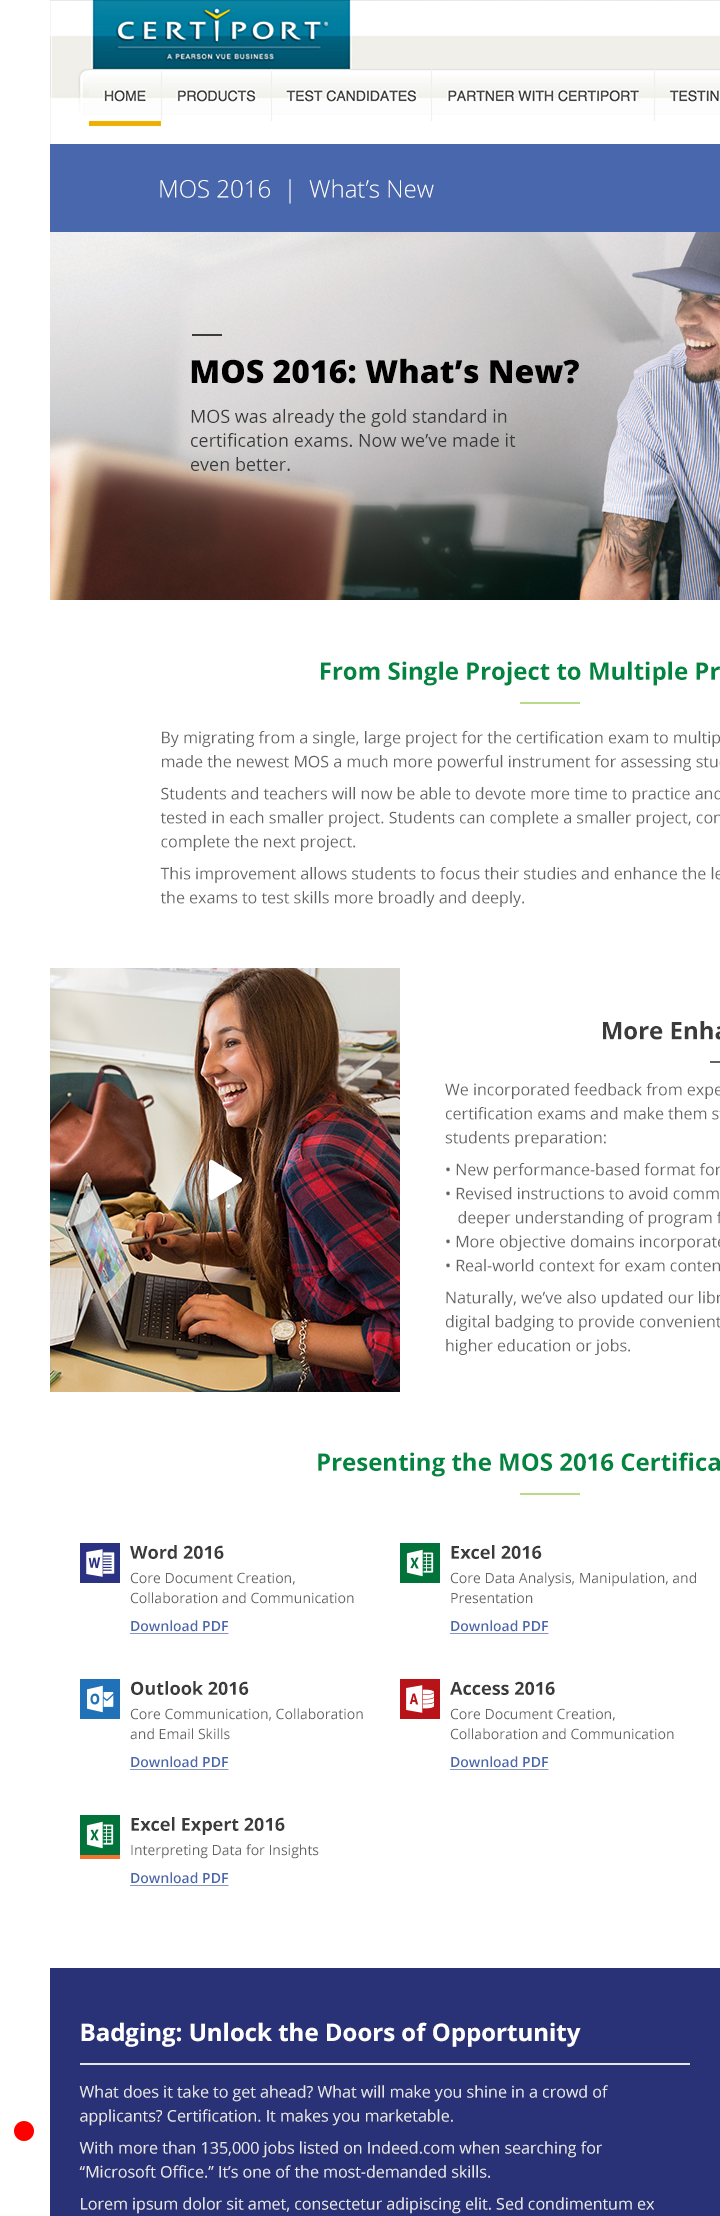 CERTIPORT
A PEARSON VUE BUSINESS
HOME PRODUCTS TEST CANDIDATES PARTNER WITH CERTIPORT TESTIN
MOS 2016 | What's New
MOS 2016: What's New?
MOS was already the gold standard in
certification exams. Now we've made it
even better.
From Single Project to Multiple Pr
By migrating from a single, large project for the certification exam to multip
made the newest MOS a much more powerful instrument for assessing stu
Students and teachers will now be able to devote more time to practice and
tested in each smaller project. Students can complete a smaller project, con
complete the next project.
This improvement allows students to focus their studies and enhance the le
the exams to test skills more broadly and deeply.
More Enha
We incorporated feedback from expe
certification exams and make them s
students preparation:
• New performance-based format for
• Revised instructions to avoid comm
deeper understanding of program f
• More objective domains incorporate
• Real-world context for exam conten
Naturally, we've also updated our libr
digital badging to provide convenient
higher education or jobs.
Presenting the MOS 2016 Certifica
Word 2016
Core Document Creation,
Collaboration and Communication
Download PDF
Excel 2016
Core Data Analysis, Manipulation, and
Presentation
Download PDF
Outlook 2016
Core Communication, Collaboration
and Email Skills
Download PDF
Access 2016
Core Document Creation,
Collaboration and Communication
Download PDF
Excel Expert 2016
Interpreting Data for Insights
Download PDF
Badging: Unlock the Doors of Opportunity
What does it take to get ahead? What will make you shine in a crowd of
applicants? Certification. It makes you marketable.
With more than 135,000 jobs listed on Indeed.com when searching for
“Microsoft Office.” It's one of the most-demanded skills.
Lorem ipsum dolor sit amet, consectetur adipiscing elit. Sed condimentum ex